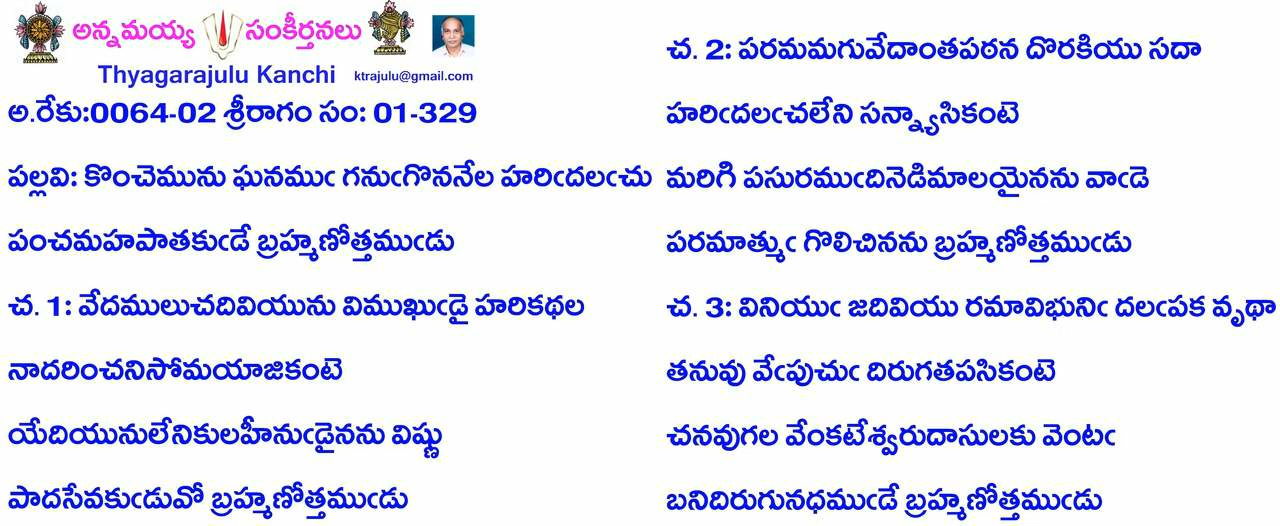 అన్నమయ్య సంకీర్తనలు
Thyagarajulu Kanchi ktrajulu@gmail.com
అ.రేకు:0064-02 శ్రీరాగం సం: 01-329
పల్లవి: కొంచెమును ఘనముఁ గనుఁగొననేల హరిఁదలఁచు
పంచమహపాతకుఁడే బ్రహ్మణోత్తముఁడు
చ. 1: వేదములుచదివియును విముఖుఁడై హరికథల
నాదరించనిసోమయాజికంటె
యేదియునులేనికులహీనుఁడైనను విష్ణు
పాదసేవకుఁడువో బ్రహ్మణోత్తముఁడు
చ. 2: పరమమగువేదాంతపఠన దొరకియు సదా
హరిఁదలఁచలేని సన్న్యాసికంటె
మరిగి పసురముఁదినెడిమాలయైనను వాఁడె
పరమాత్ముఁ గొలిచినను బ్రహ్మణోత్తముఁడు
చ. 3: వినియుఁ జదివియు రమావిభునిఁ దలఁపక వృథా
తనువు వేఁపుచుఁ దిరుగతపసికంటె
చనవుగల వేంకటేశ్వరుదాసులకు వెంటఁ
బనిదిరుగునధముఁడే బ్రహ్మణోత్తముఁడు